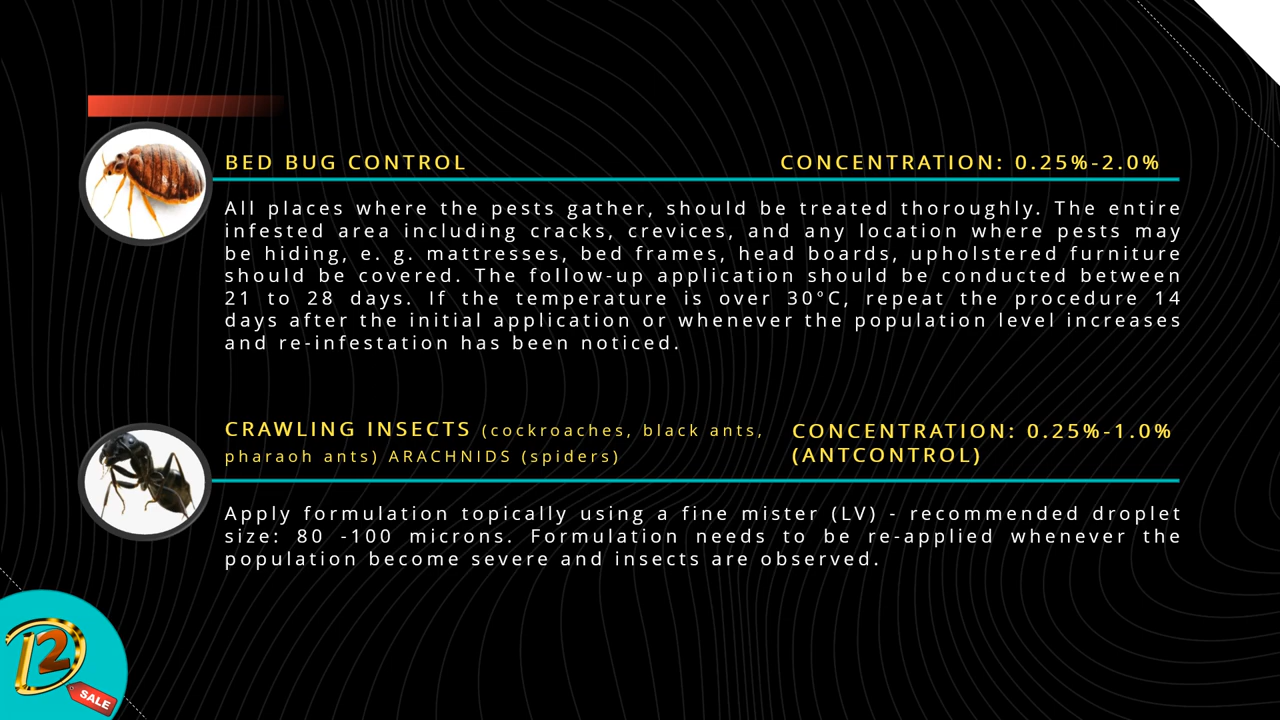 BED BUG CONTROL
CONCENTRATION: 0.25%-2.0%
All places where the pests gather, should be treated thoroughly. The entire
infested area including cracks, crevices, and any location where pests may
be hiding, e. g. mattresses, bed frames, head boards, upholstered furniture
should be covered. The follow-up application should be conducted between
21 to 28 days. If the temperature is over 30°C, repeat the procedure 14
days after the initial application or whenever the population level increases
and re-infestation has been noticed.
CRAWLING INSECTS (cockroaches, black ants,
pharaoh ants) ARACHNIDS (spiders)
CONCENTRATION: 0.25%-1.0%
(ANTCONTROL)
Apply formulation topically using a fine mister (LV) - recommended droplet
size: 80 -100 microns. Formulation needs to be re-applied whenever the
population become severe and insects are observed.
D2
SALE